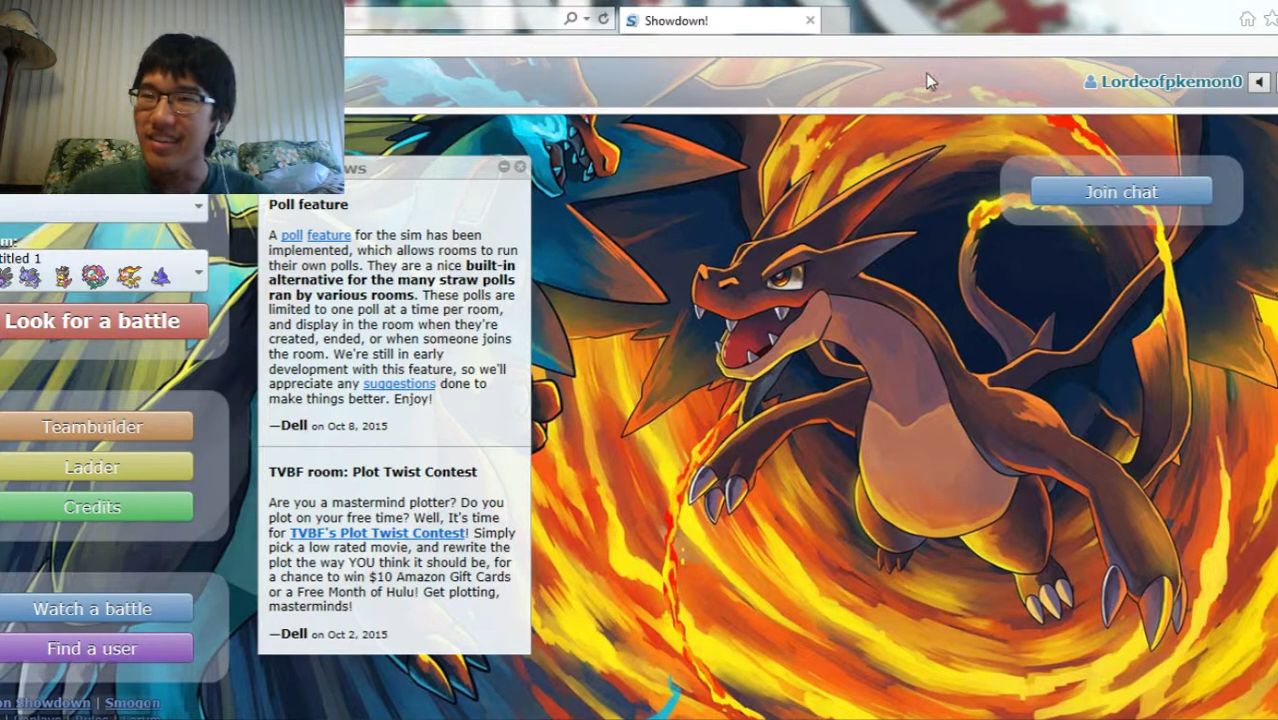 Showdown!
Lordeofpkemon0
ws
Join chat
Poll feature
A poll feature for the sim has been
implemented, which allows rooms to run
their own polls. They are a nice built-in
alternative for the many straw polls
ran by various rooms. These polls are
limited to one poll at a time per room,
and display in the room when they're
created, ended, or when someone joins
the room. We're still in early
development with this feature, so we'll
appreciate any suggestions done to
make things better. Enjoy!
—Dell on Oct 8, 2015
TVBF room: Plot Twist Contest
Are you a mastermind plotter? Do you
plot on your free time? Well, It's time
for TVBF's Plot Twist Contest! Simply
pick a low rated movie, and rewrite the
plot the way YOU think it should be, for
a chance to win $10 Amazon Gift Cards
or a Free Month of Hulu! Get plotting,
masterminds!
—Dell on Oct 2, 2015
m:
titled 1
Look for a battle
Teambuilder
Ladder
Credits
Watch a battle
Find a user
on Showdown | Smogon